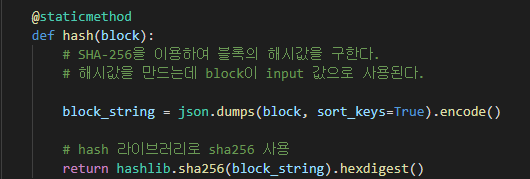 @staticmethod
def hash(block):
# SHA-256을 이용하여 블록의 해시값을 구한다.
# 해시값을 만드는데 block이 input 값으로 사용된다.
block_string = json.dumps(block, sort_keys=True).encode()
# hash 라이브러리로 sha256 사용
return hashlib.sha256(block_string).hexdigest()